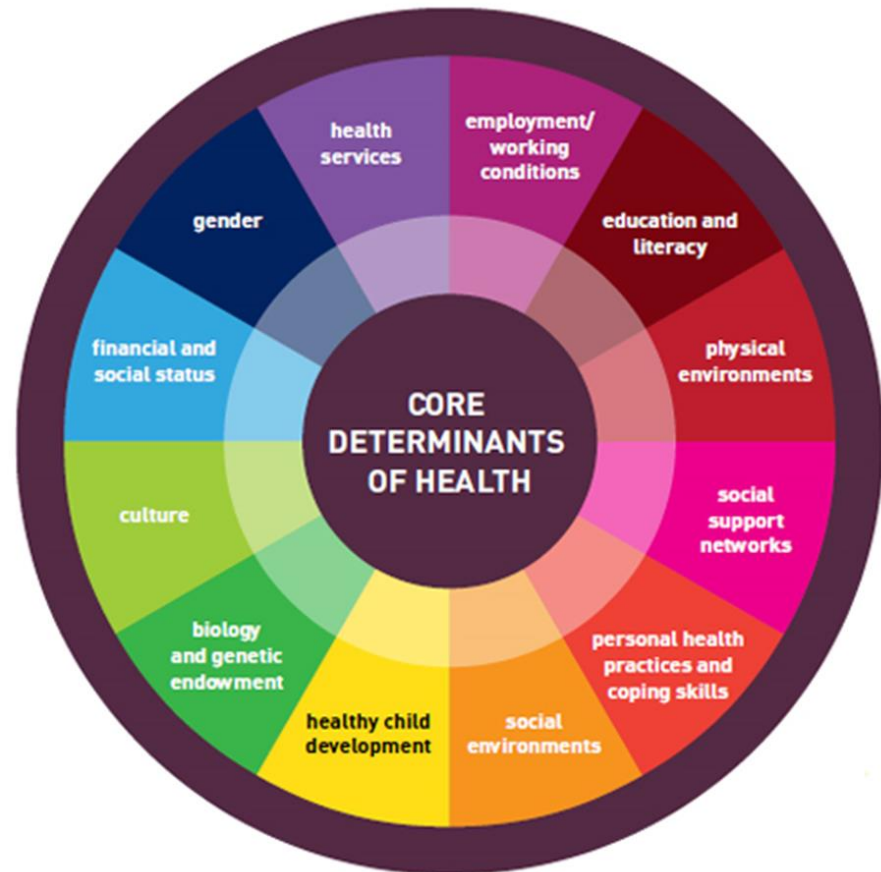 CORE
DETERMINANTS
OF HEALTH
employment/
working
conditions
education and
literacy
physical
environments
social
support
networks
personal health
practices and
coping skills
social
environments
healthy child
development
biology
and genetic
endowment
culture
financial and
social status
gender
health
services